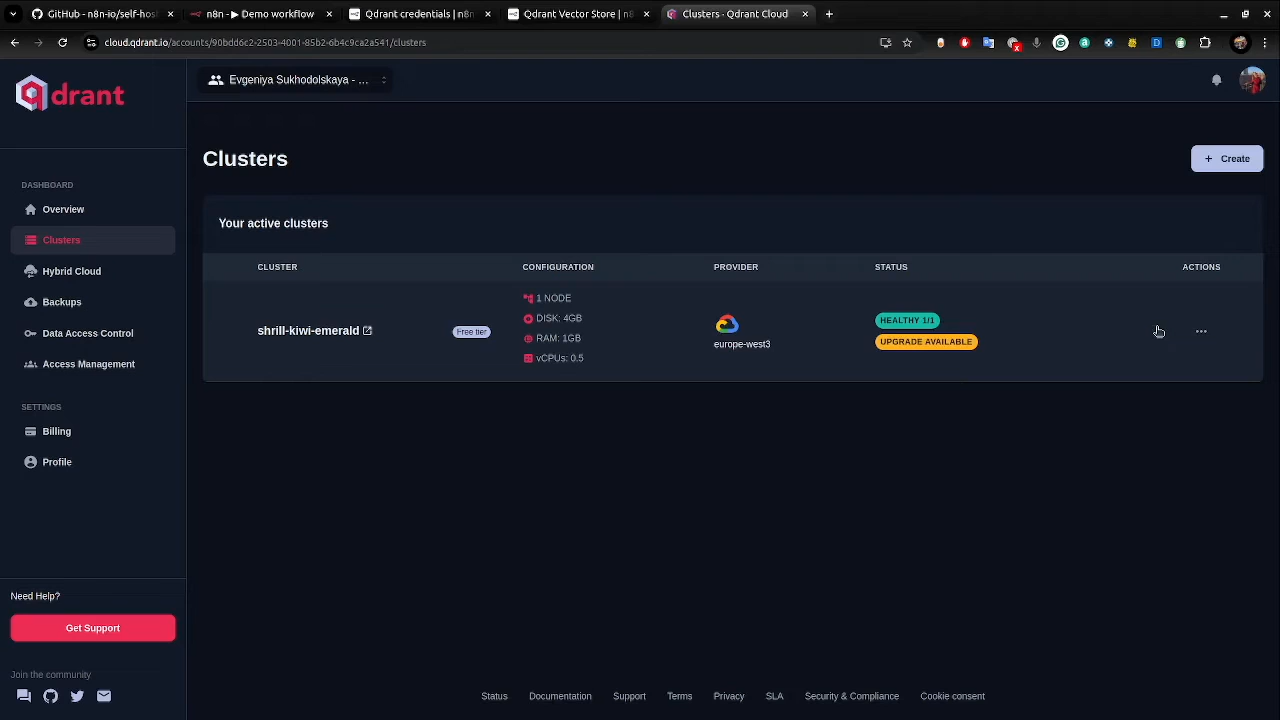 GitHub - n8n-io/self-hos
n8n - ▶ Demo workflow
Qdrant credentials | n8n
Qdrant Vector Store | n8
Clusters - Qdrant Cloud
cloud.qdrant.io/accounts/90bdd6c2-2503-4001-85b2-6b4c9ca2a541/clusters
qdrant
Evgeniya Sukhodolskaya - ...
Clusters
+ Create
DASHBOARD
Overview
Clusters
Hybrid Cloud
Backups
Data Access Control
Access Management
SETTINGS
Billing
Profile
Your active clusters
CLUSTER CONFIGURATION PROVIDER STATUS ACTIONS
shrill-kiwi-emerald
Free tier
1 NODE
DISK: 4GB
RAM: 1GB
vCPUs: 0.5
europe-west3
HEALTHY 1/1
UPGRADE AVAILABLE
Need Help?
Get Support
Join the community
Status Documentation Support Terms Privacy SLA Security & Compliance Cookie consent